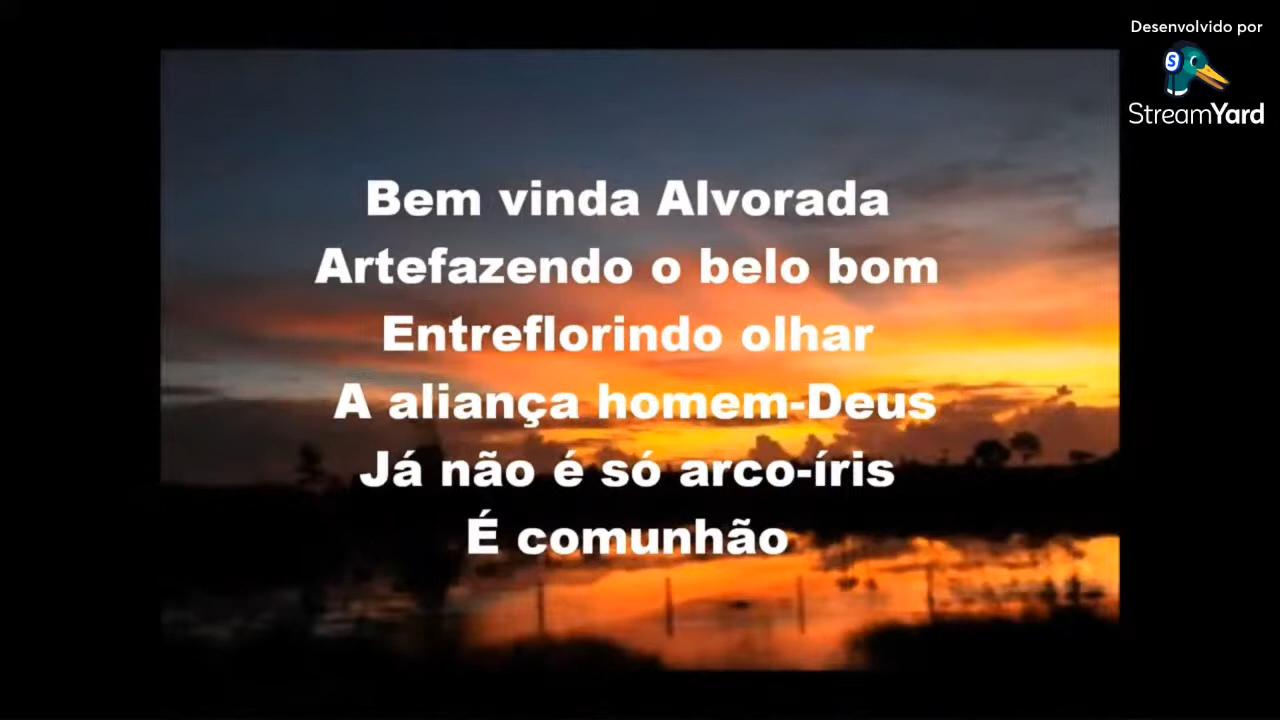 Desenvolvido por
StreamYard
Bem vinda Alvorada
Artefazendo o belo bom
Entreflorindo olhar
A aliança homem-Deus
Já não é só arco-íris
É comunhão